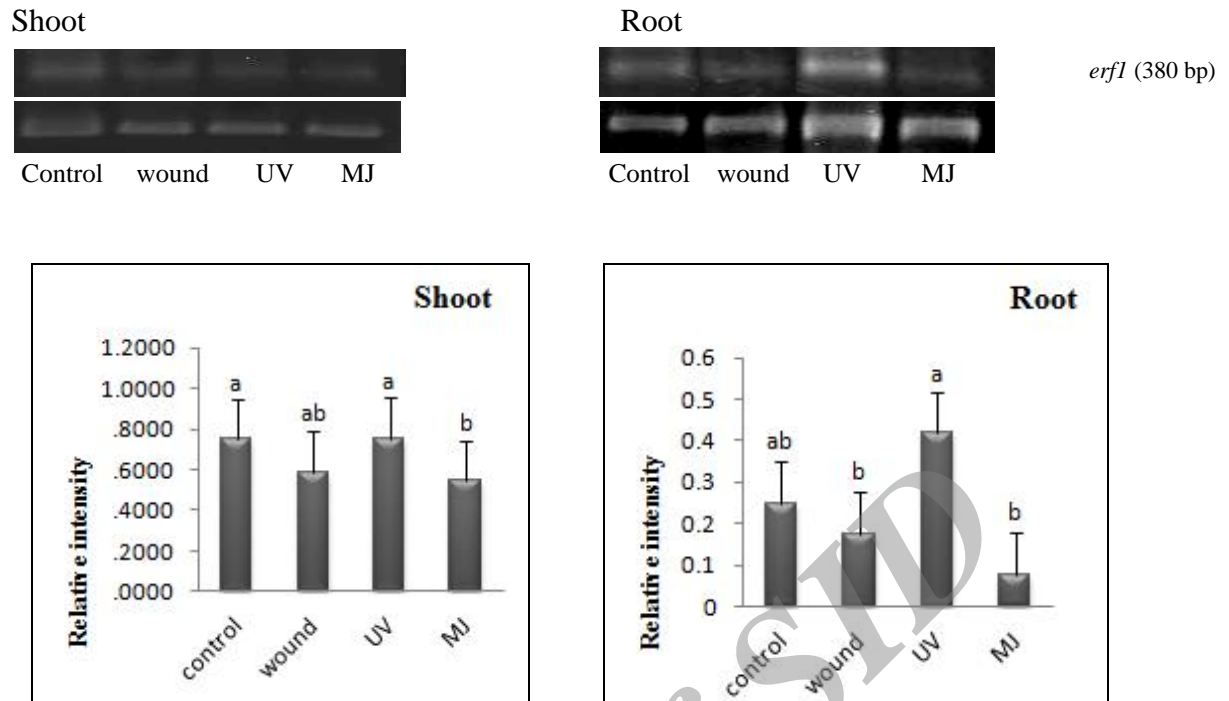 Shoot
Root
erf1 (380 bp)
Control wound UV MJ
Control wound UV MJ
Shoot
1.2000
1.0000
.8000
.6000
.4000
.2000
.0000
Relative intensity
a
ab
a
b
control
wound
UV
MJ
Root
0.6
0.5
0.4
0.3
0.2
0.1
0
Relative intensity
ab
b
a
b
control
wound
UV
MJ
SID